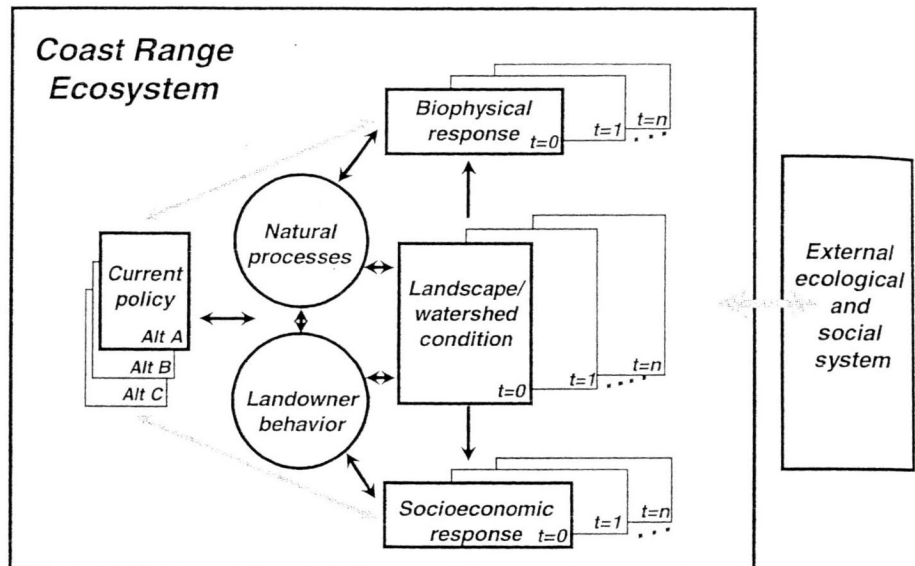 Coast Range
Ecosystem
Biophysical
response
t=0
t=1
t=n
Natural
processes
Current
policy
Alt A
Alt B
Alt C
Landscape/
watershed
condition
t=0
t=1
t=n
Landowner
behavior
Socioeconomic
response
t=0
t=1
t=n
External
ecological
and
social
system